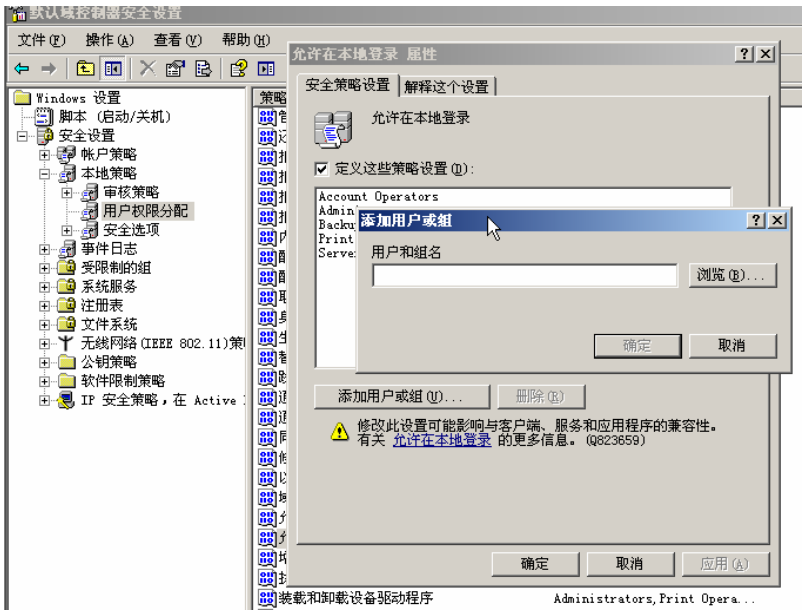 默认域控制器安全设置
文件(F) 操作(A) 查看(V) 帮助(H)
Windows 设置
脚本 (启动/关机)
安全设置
帐户策略
本地策略
审核策略
用户权限分配
安全选项
事件日志
受限制的组
系统服务
注册表
文件系统
无线网络(IEEE 802.11)策
公钥策略
软件限制策略
IP 安全策略，在 Active
策略
装载和卸载设备驱动程序 Administrators,Print Opera...
允许在本地登录 属性
安全策略设置 解释这个设置
允许在本地登录
定义这些策略设置(D):
Account Operators
Admin
Backu
Print
Serve
添加用户或组
用户和组名
浏览(B)...
确定 取消
添加用户或组(U)... 删除(R)
修改此设置可能影响与客户端、服务和应用程序的兼容性。
有关 允许在本地登录 的更多信息。(Q823659)
确定 取消 应用(A)